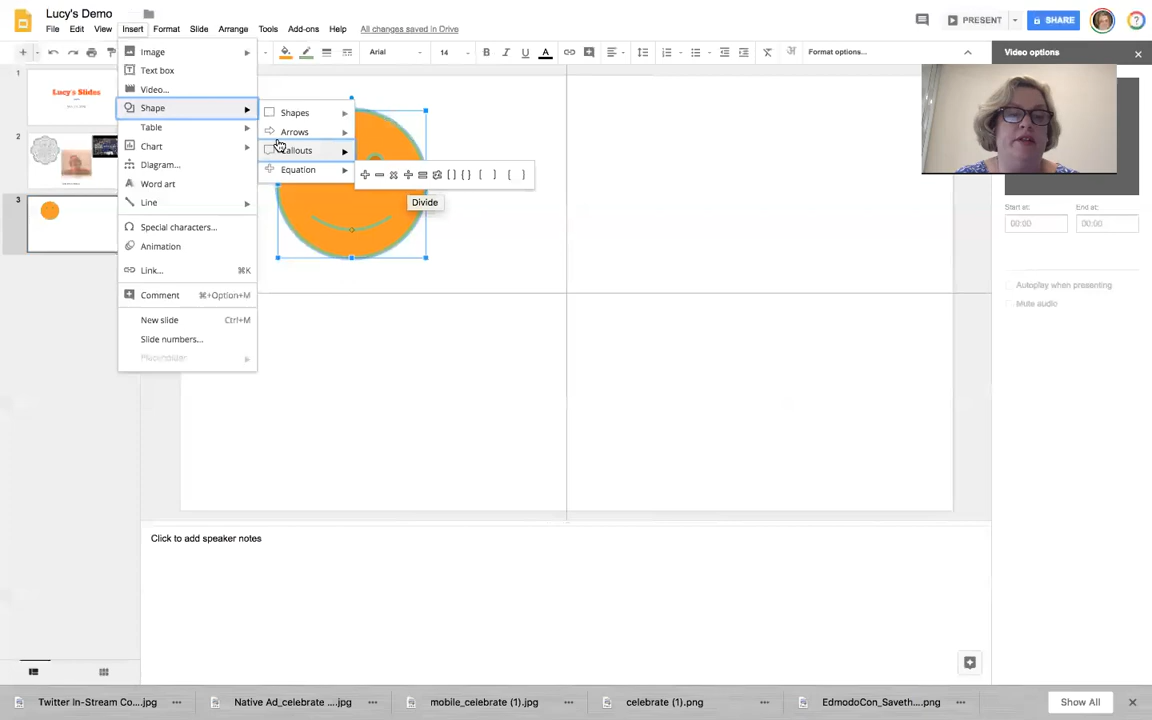 Lucy's Demo
PRESENT
SHARE
File Edit View Insert Format Slide Arrange Tools Add-ons Help All changes saved in Drive
Arial 14 B I U A Format options... Video options
Image
Text box
Video...
Shape
Table
Chart
Diagram...
Word art
Line
Special characters...
Animation
Link... ⌘K
Comment ⌘+Option+M
New slide Ctrl+M
Slide numbers...
Placeholder
Shapes
Arrows
Callouts
Equation
Divide
1
Lucy's Slides
2
3
Start at: End at:
00:00 00:00
Autoplay when presenting
Mute audio
Click to add speaker notes
Twitter In-Stream Co....jpg Native Ad_celebrate ....jpg mobile_celebrate (1).jpg celebrate (1).png EdmodoCon_Saveth....png Show All